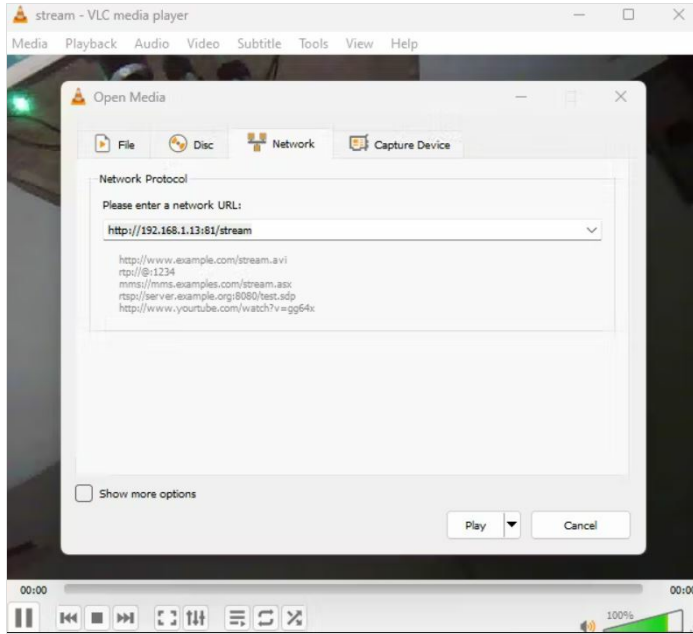 stream - VLC media player
Media Playback Audio Video Subtitle Tools View Help
Open Media
File Disc Network Capture Device
Network Protocol
Please enter a network URL:
http://192.168.1.13:81/stream
http://www.example.com/stream.avi
rtp://@:1234
mms://mms.examples.com/stream.asx
rtsp://server.example.org:8080/test.sdp
http://www.yourtube.com/watch?v=gg64x
Show more options
Play Cancel
00:00 00:00
100%